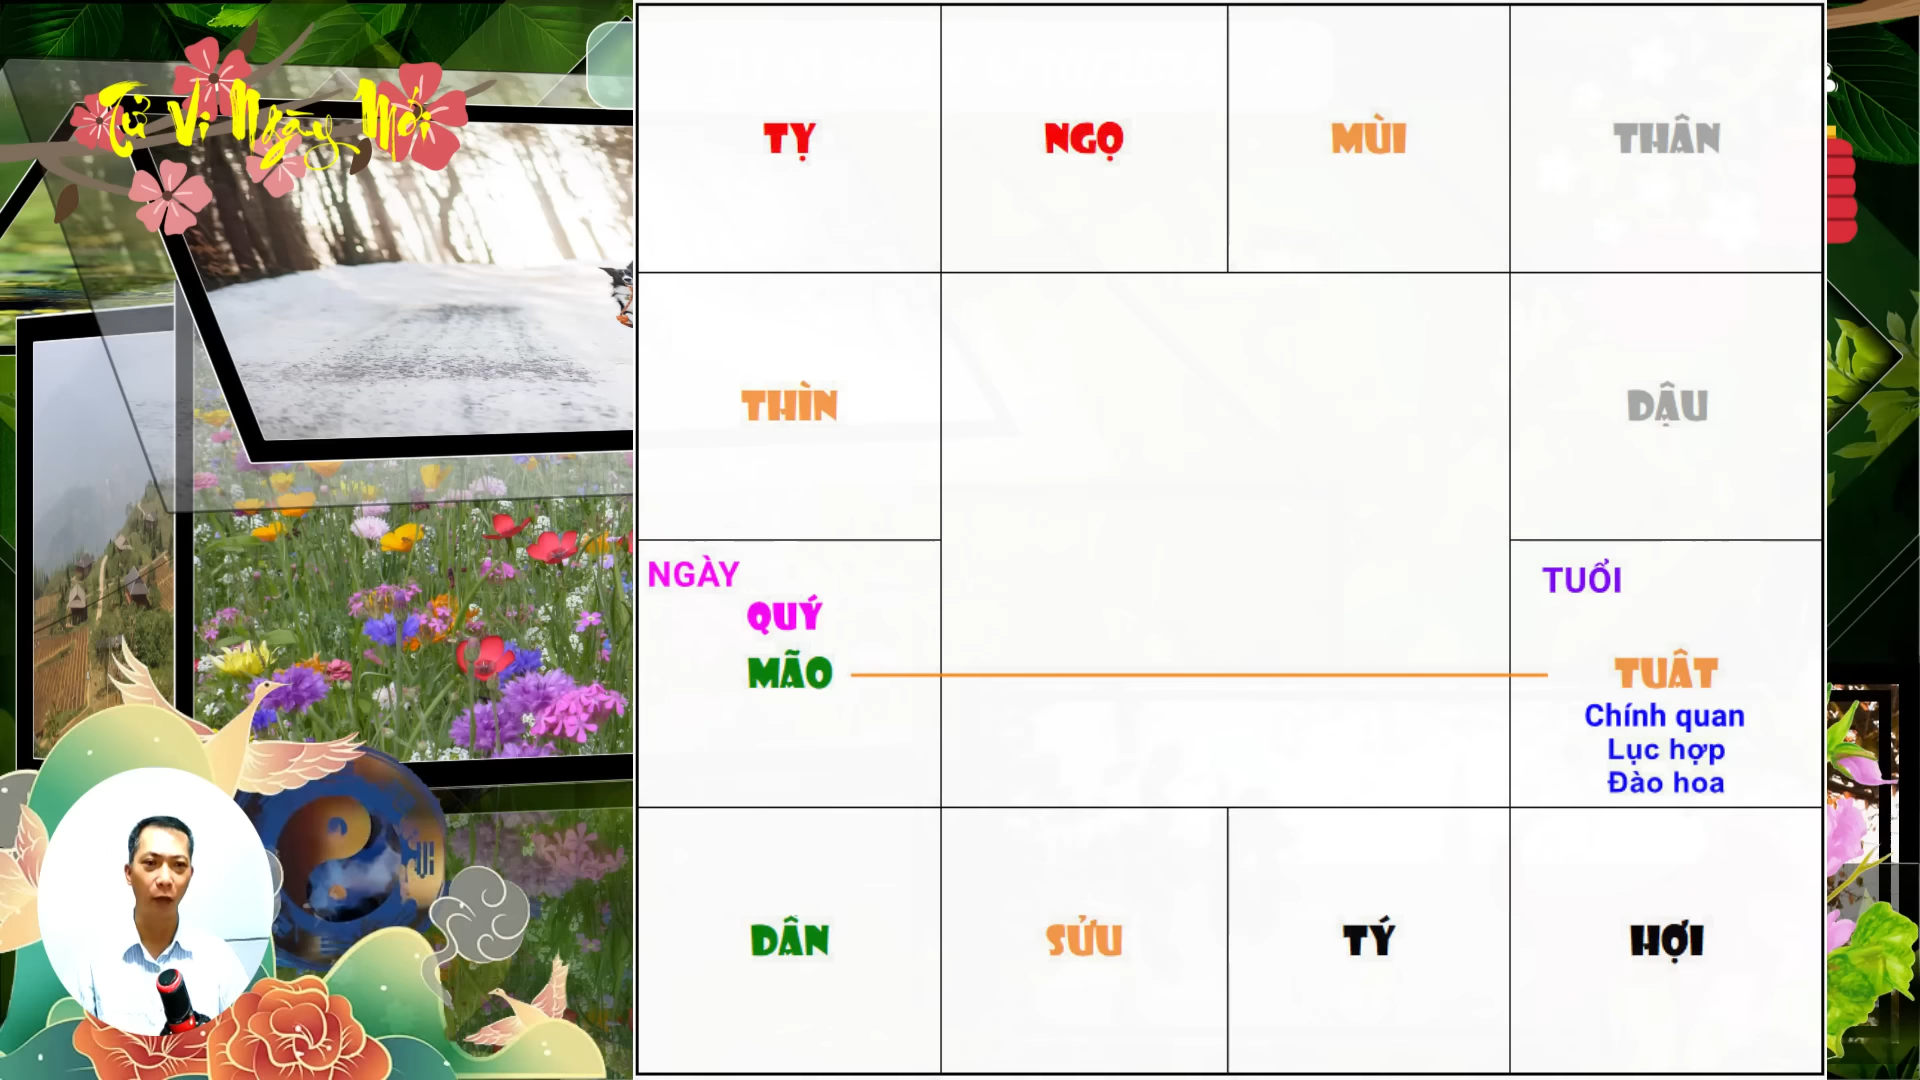 Tử Vi Ngày Mới
TỴ
NGỌ
MÙI
THÂN
THÌN
DẬU
NGÀY
QUÝ
MÃO
TUỔI
TUẤT
Chính quan
Lục hợp
Đào hoa
DẦN
SỬU
TÝ
HỢI